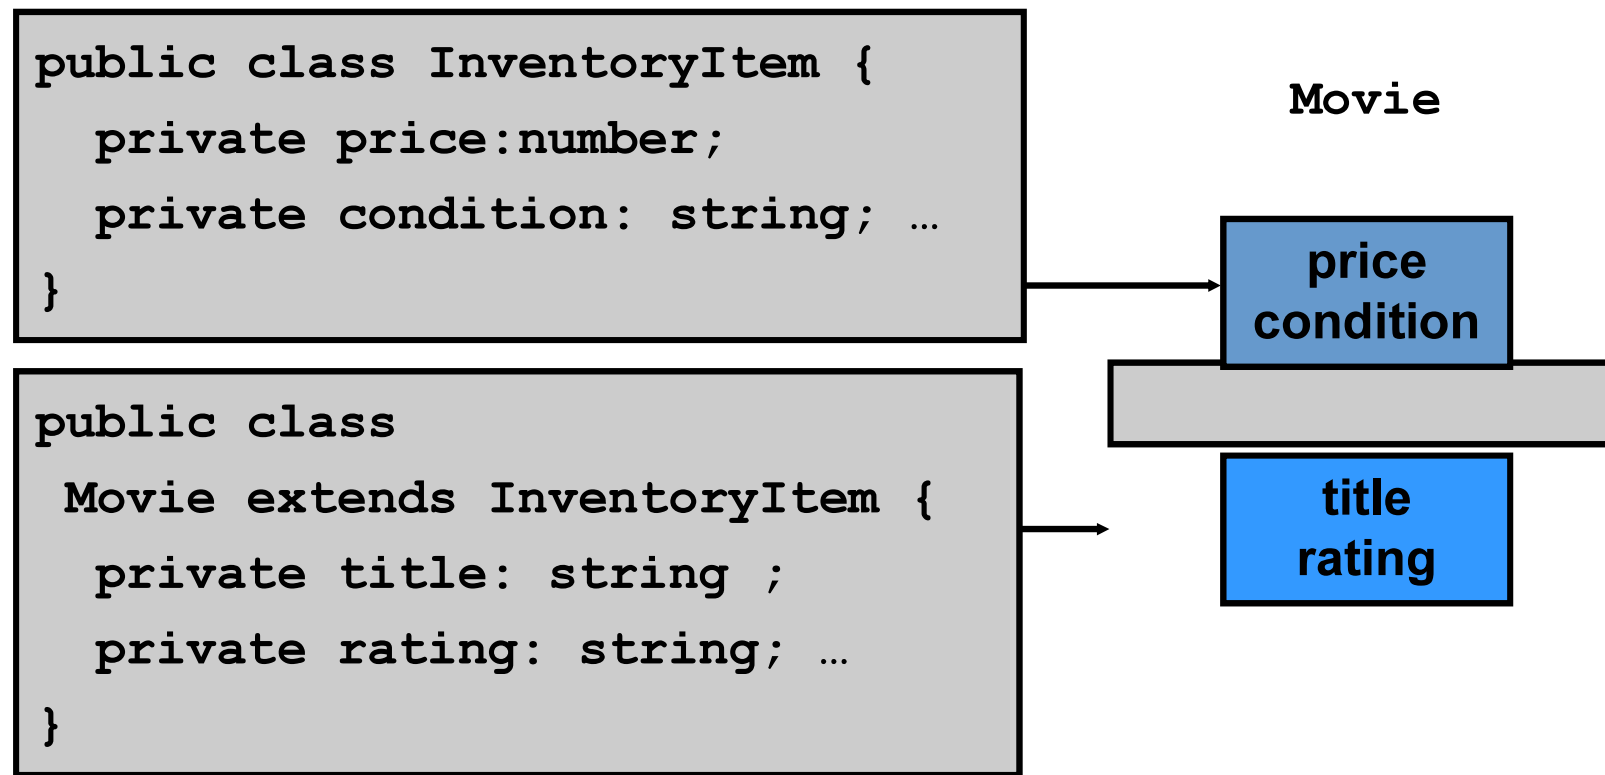 public class InventoryItem {
private price:number;
private condition: string; …
}
public class
Movie extends InventoryItem {
private title: string ;
private rating: string; …
}
Movie
price
condition
title
rating